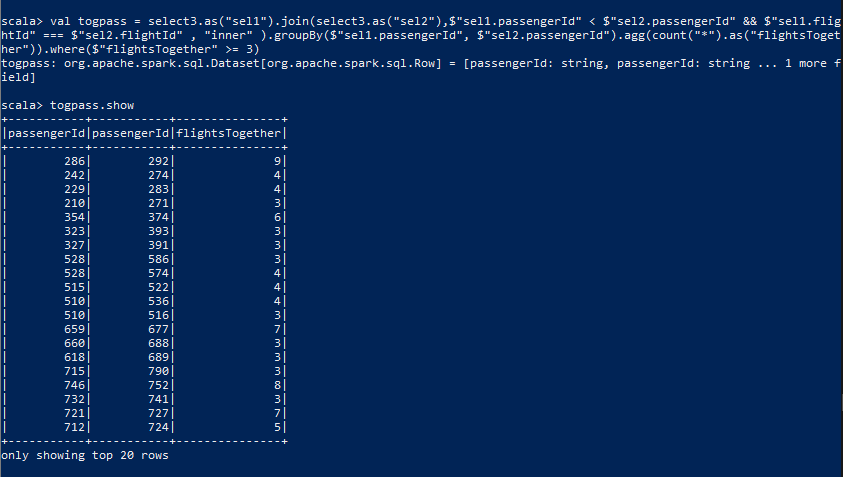 scala> val togpass = select3.as("sel1").join(select3.as("sel2"),$"sel1.passengerId" < $"sel2.passengerId" && $"sel1.flig
htId" === $"sel2.flightId" , "inner" ).groupBy($"sel1.passengerId", $"sel2.passengerId").agg(count("*").as("flightsToget
her")).where($"flightsTogether" >= 3)
togpass: org.apache.spark.sql.Dataset[org.apache.spark.sql.Row] = [passengerId: string, passengerId: string ... 1 more f
ield]
scala> togpass.show
+-----------+-----------+---------------+
|passengerId|passengerId|flightsTogether|
+-----------+-----------+---------------+
|        286|        292|              9|
|        242|        274|              4|
|        229|        283|              4|
|        210|        271|              3|
|        354|        374|              6|
|        323|        393|              3|
|        327|        391|              3|
|        528|        586|              3|
|        528|        574|              4|
|        515|        522|              4|
|        510|        536|              4|
|        510|        516|              3|
|        659|        677|              7|
|        660|        688|              3|
|        618|        689|              3|
|        715|        790|              3|
|        746|        752|              8|
|        732|        741|              3|
|        721|        727|              7|
|        712|        724|              5|
+-----------+-----------+---------------+
only showing top 20 rows